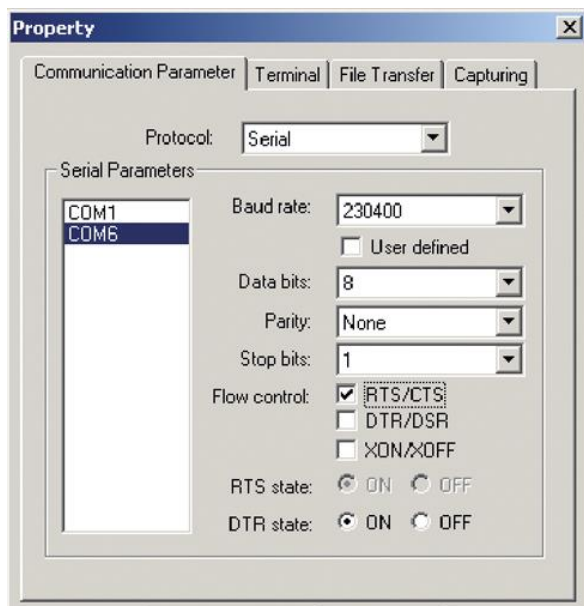 Property
Communication Parameter Terminal File Transfer Capturing
Protocol: Serial
Serial Parameters
COM1
COM6
Baud rate: 230400
User defined
Data bits: 8
Parity: None
Stop bits: 1
Flow control: RTS/CTS
DTR/DSR
XON/XOFF
RTS state: ON OFF
DTR state: ON OFF